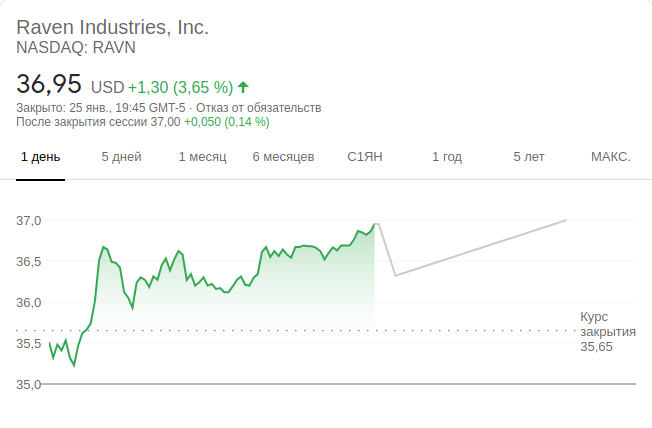 Raven Industries, Inc.
NASDAQ: RAVN
36,95 USD +1,30 (3,65 %)
Закрыто: 25 янв., 19:45 GMT-5 · Отказ от обязательств
После закрытия сессии 37,00 +0,050 (0,14 %)
1 день 5 дней 1 месяц 6 месяцев С1ЯН 1 год 5 лет МАКС.
37,0
36,5
36,0
Курс
закрытия
35,65
35,5
35,0